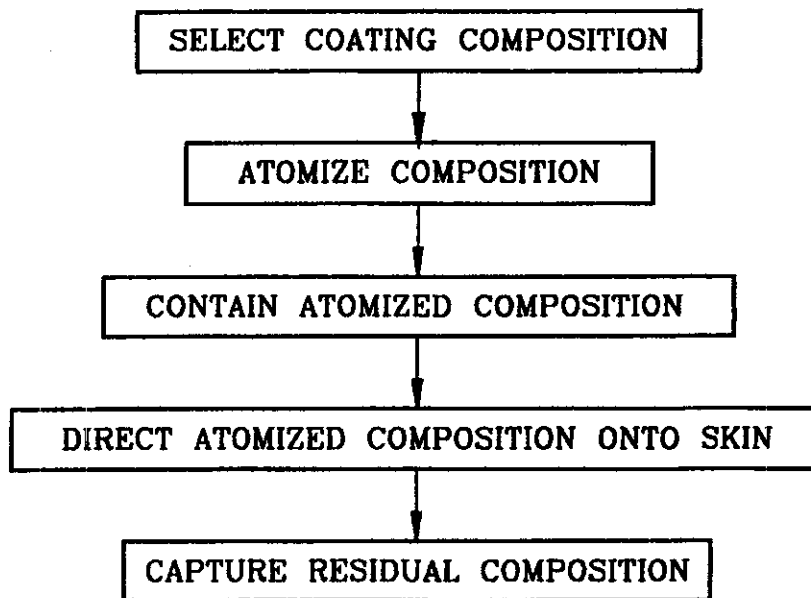 SELECT COATING COMPOSITION
ATOMIZE COMPOSITION
CONTAIN ATOMIZED COMPOSITION
DIRECT ATOMIZED COMPOSITION ONTO SKIN
CAPTURE RESIDUAL COMPOSITION